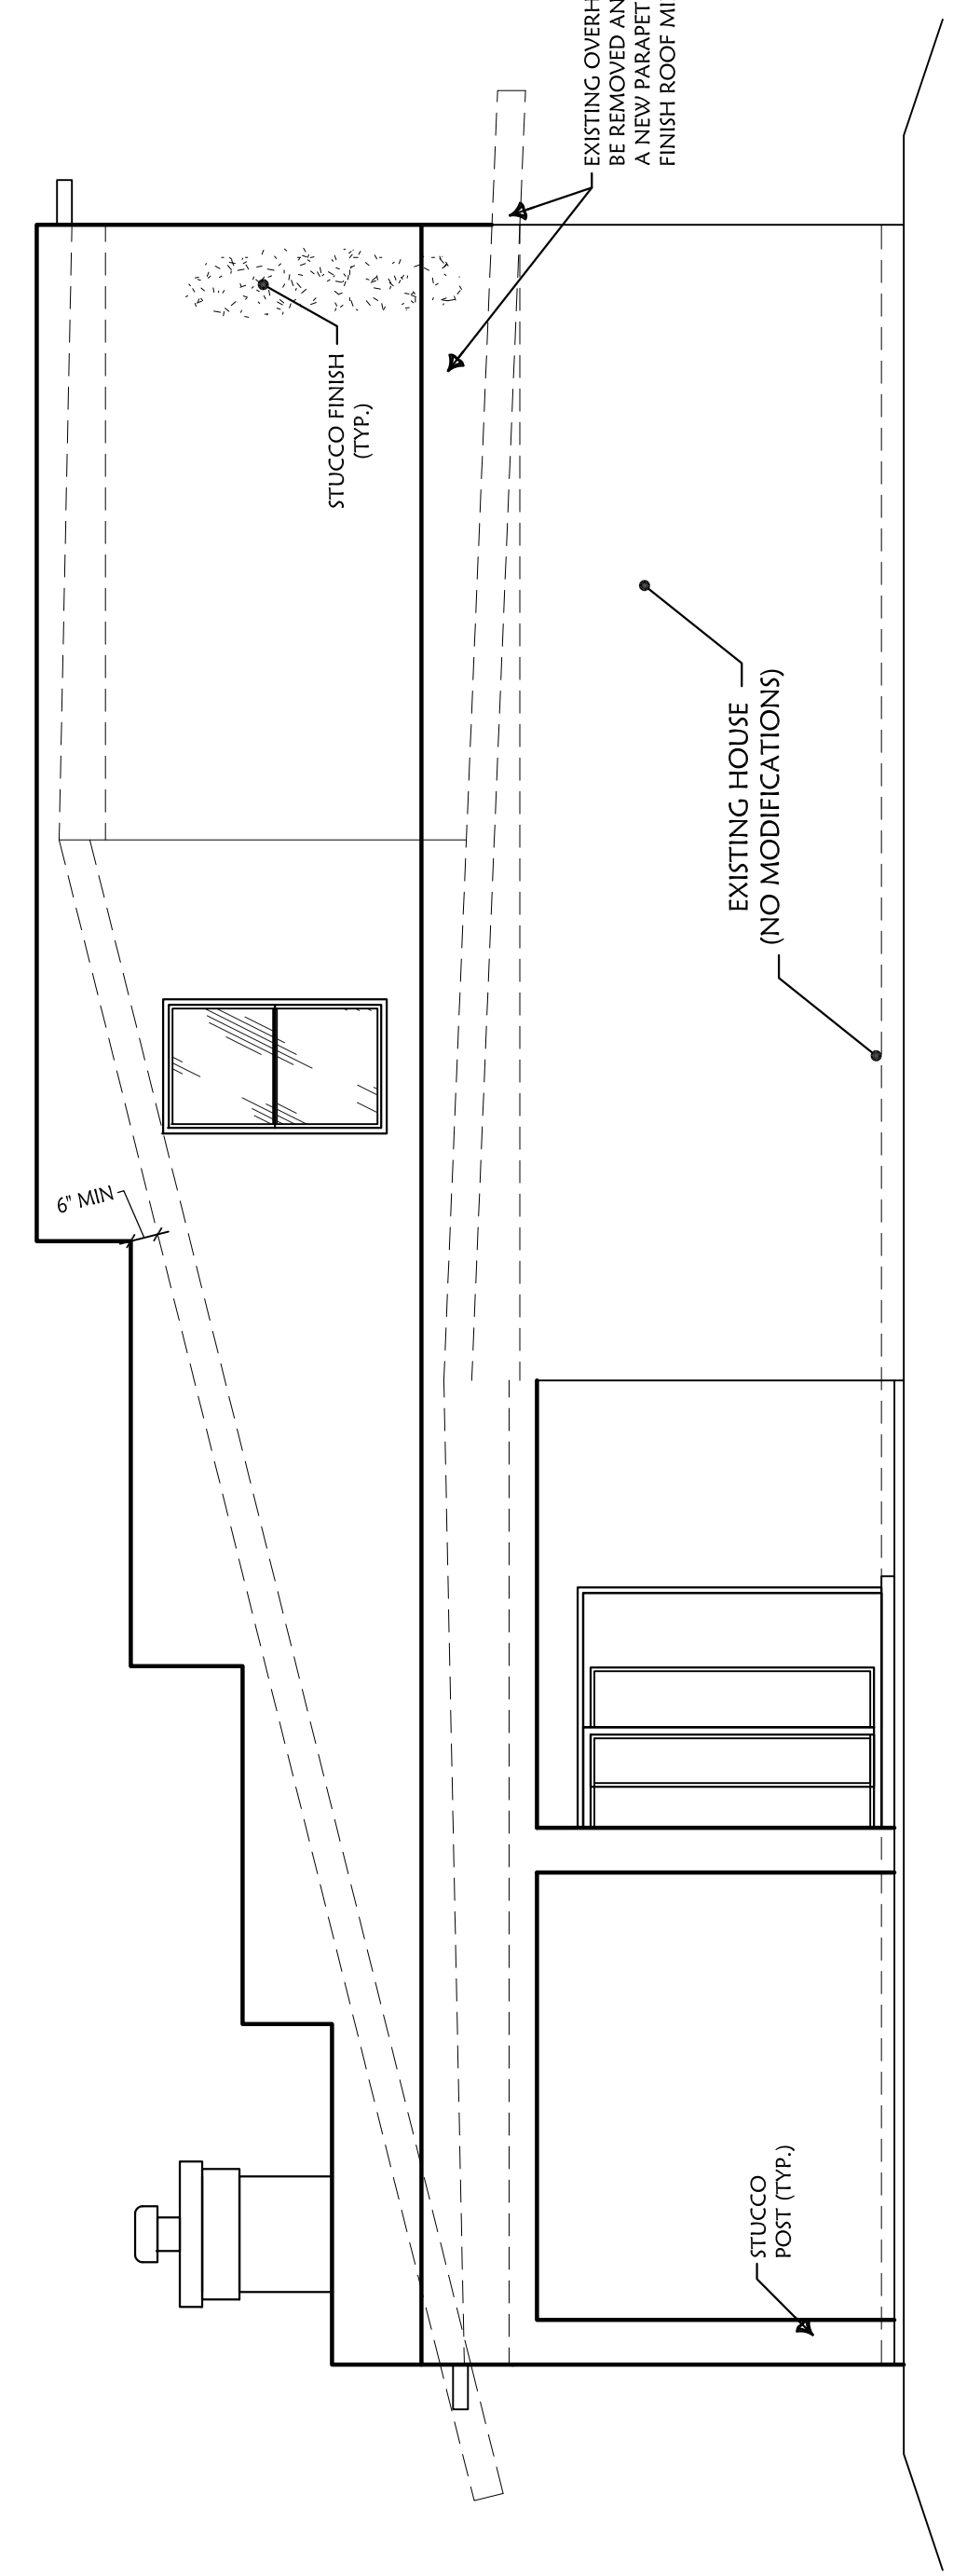 6" MIN
STUCCO FINISH
(TYP.)
EXISTING OVERH
BE REMOVED AN
A NEW PARAPET
FINISH ROOF MI
EXISTING HOUSE
(NO MODIFICATIONS)
STUCCO
POST (TYP.)